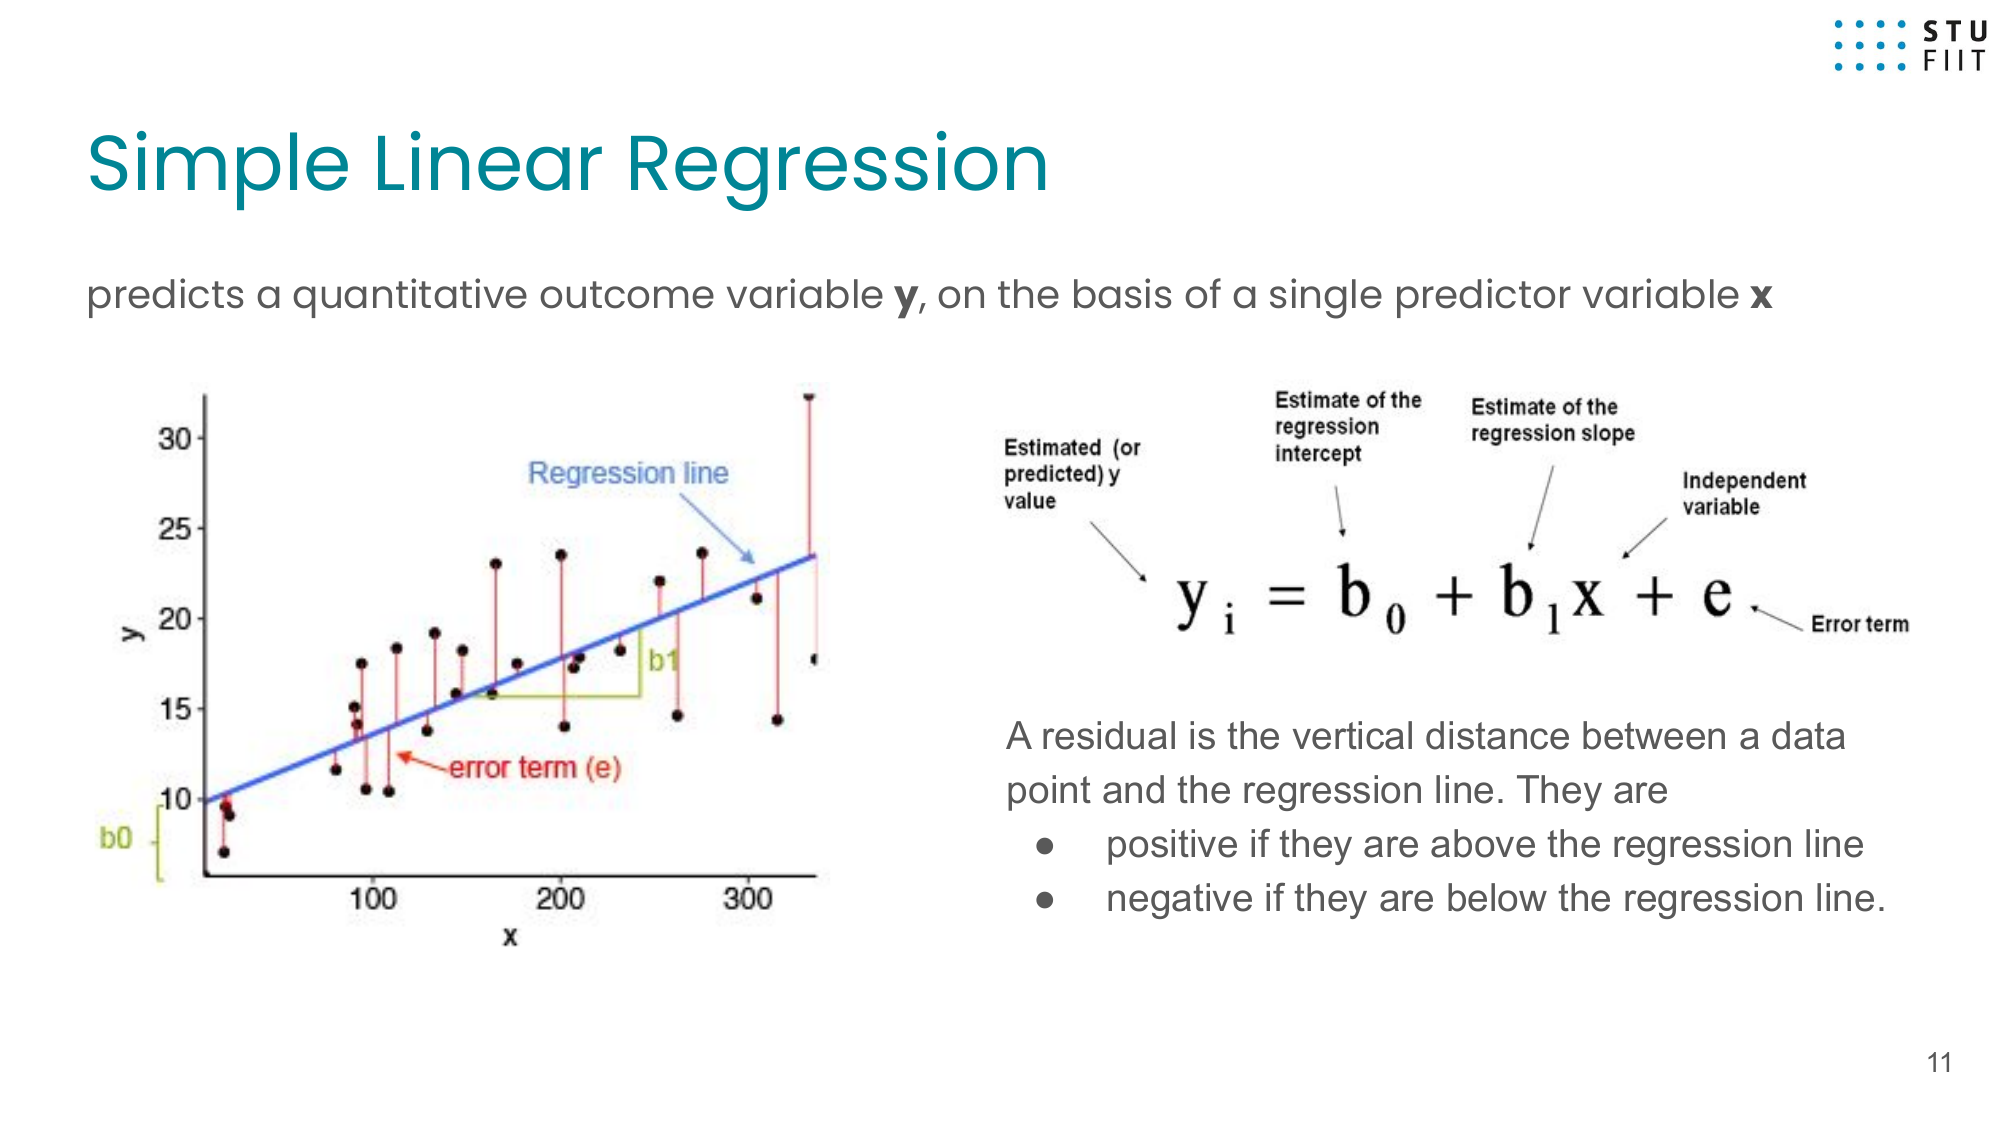 STU
FIIT
Simple Linear Regression
predicts a quantitative outcome variable y, on the basis of a single predictor variable x
30
25
20
15
10
y
b0
Regression line
b1
error term (e)
100 200 300
x
Estimated (or
predicted) y
value
Estimate of the
regression
intercept
Estimate of the
regression slope
Independent
variable
y i = b 0 + b 1 x + e
Error term
A residual is the vertical distance between a data
point and the regression line. They are
● positive if they are above the regression line
● negative if they are below the regression line.
11